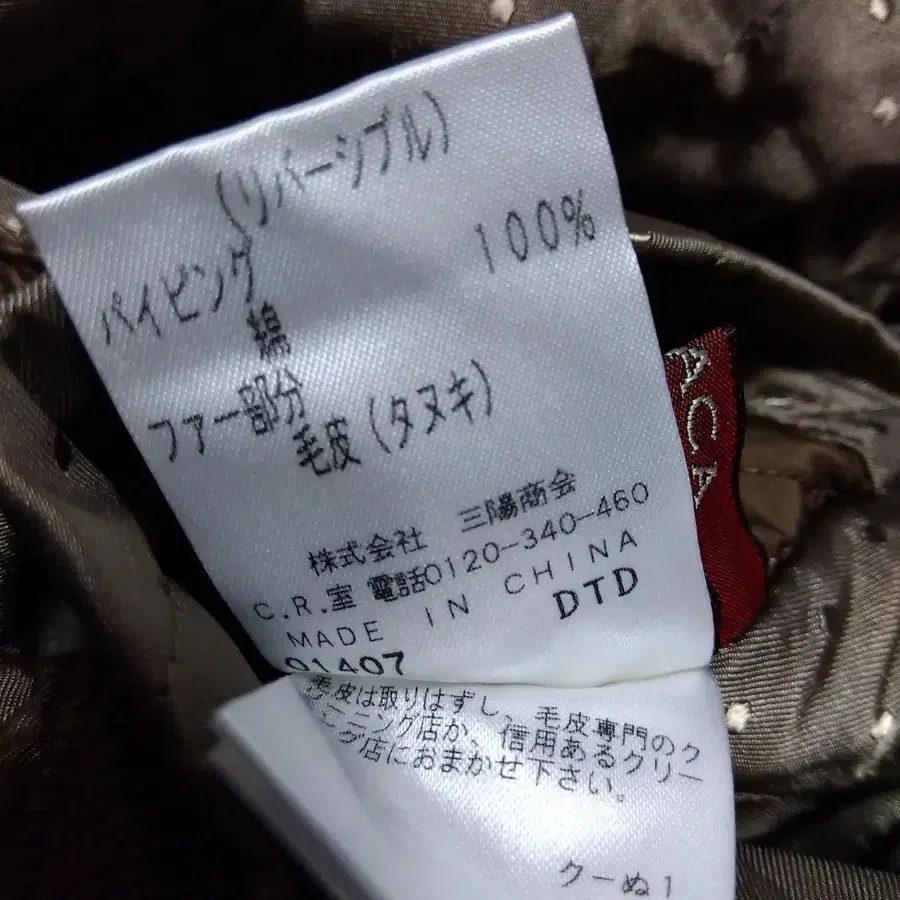 (リバーシブル)
パイピング
綿 100%
ファー部分
毛皮(タヌキ)
株式会社 三陽商会
C.R.室 電話0120-340-460
MADE IN CHINA
01407 DTD
毛皮は取りはずし、毛皮専門のク
ニング店か、信用あるクリー
グ店におまかせ下さい。
クーぬ1
ACA